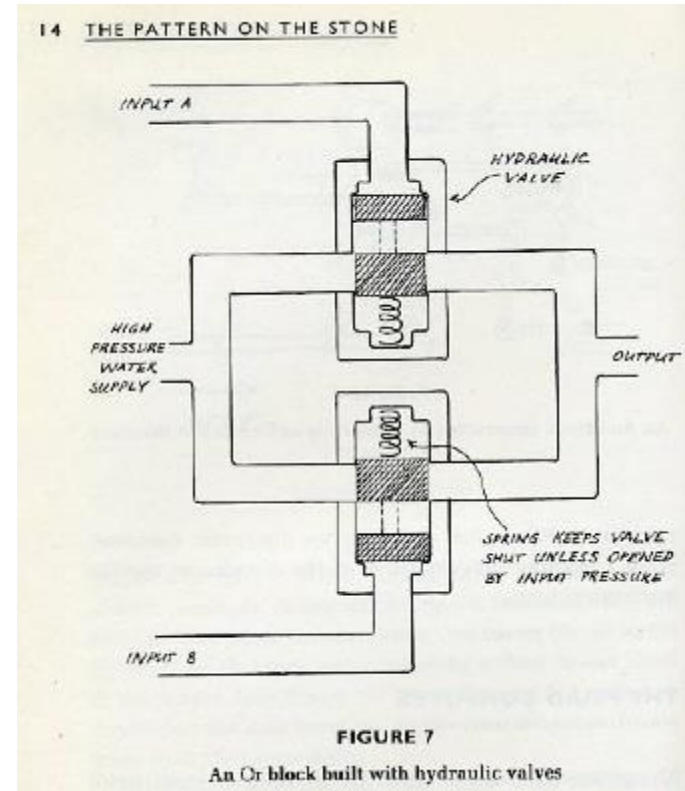 14 THE PATTERN ON THE STONE
INPUT A
HYDRAULIC
VALVE
HIGH
PRESSURE
WATER
SUPPLY
OUTPUT
SPRING KEEPS VALVE
SHUT UNLESS OPENED
BY INPUT PRESSURE
INPUT B
FIGURE 7
An Or block built with hydraulic valves